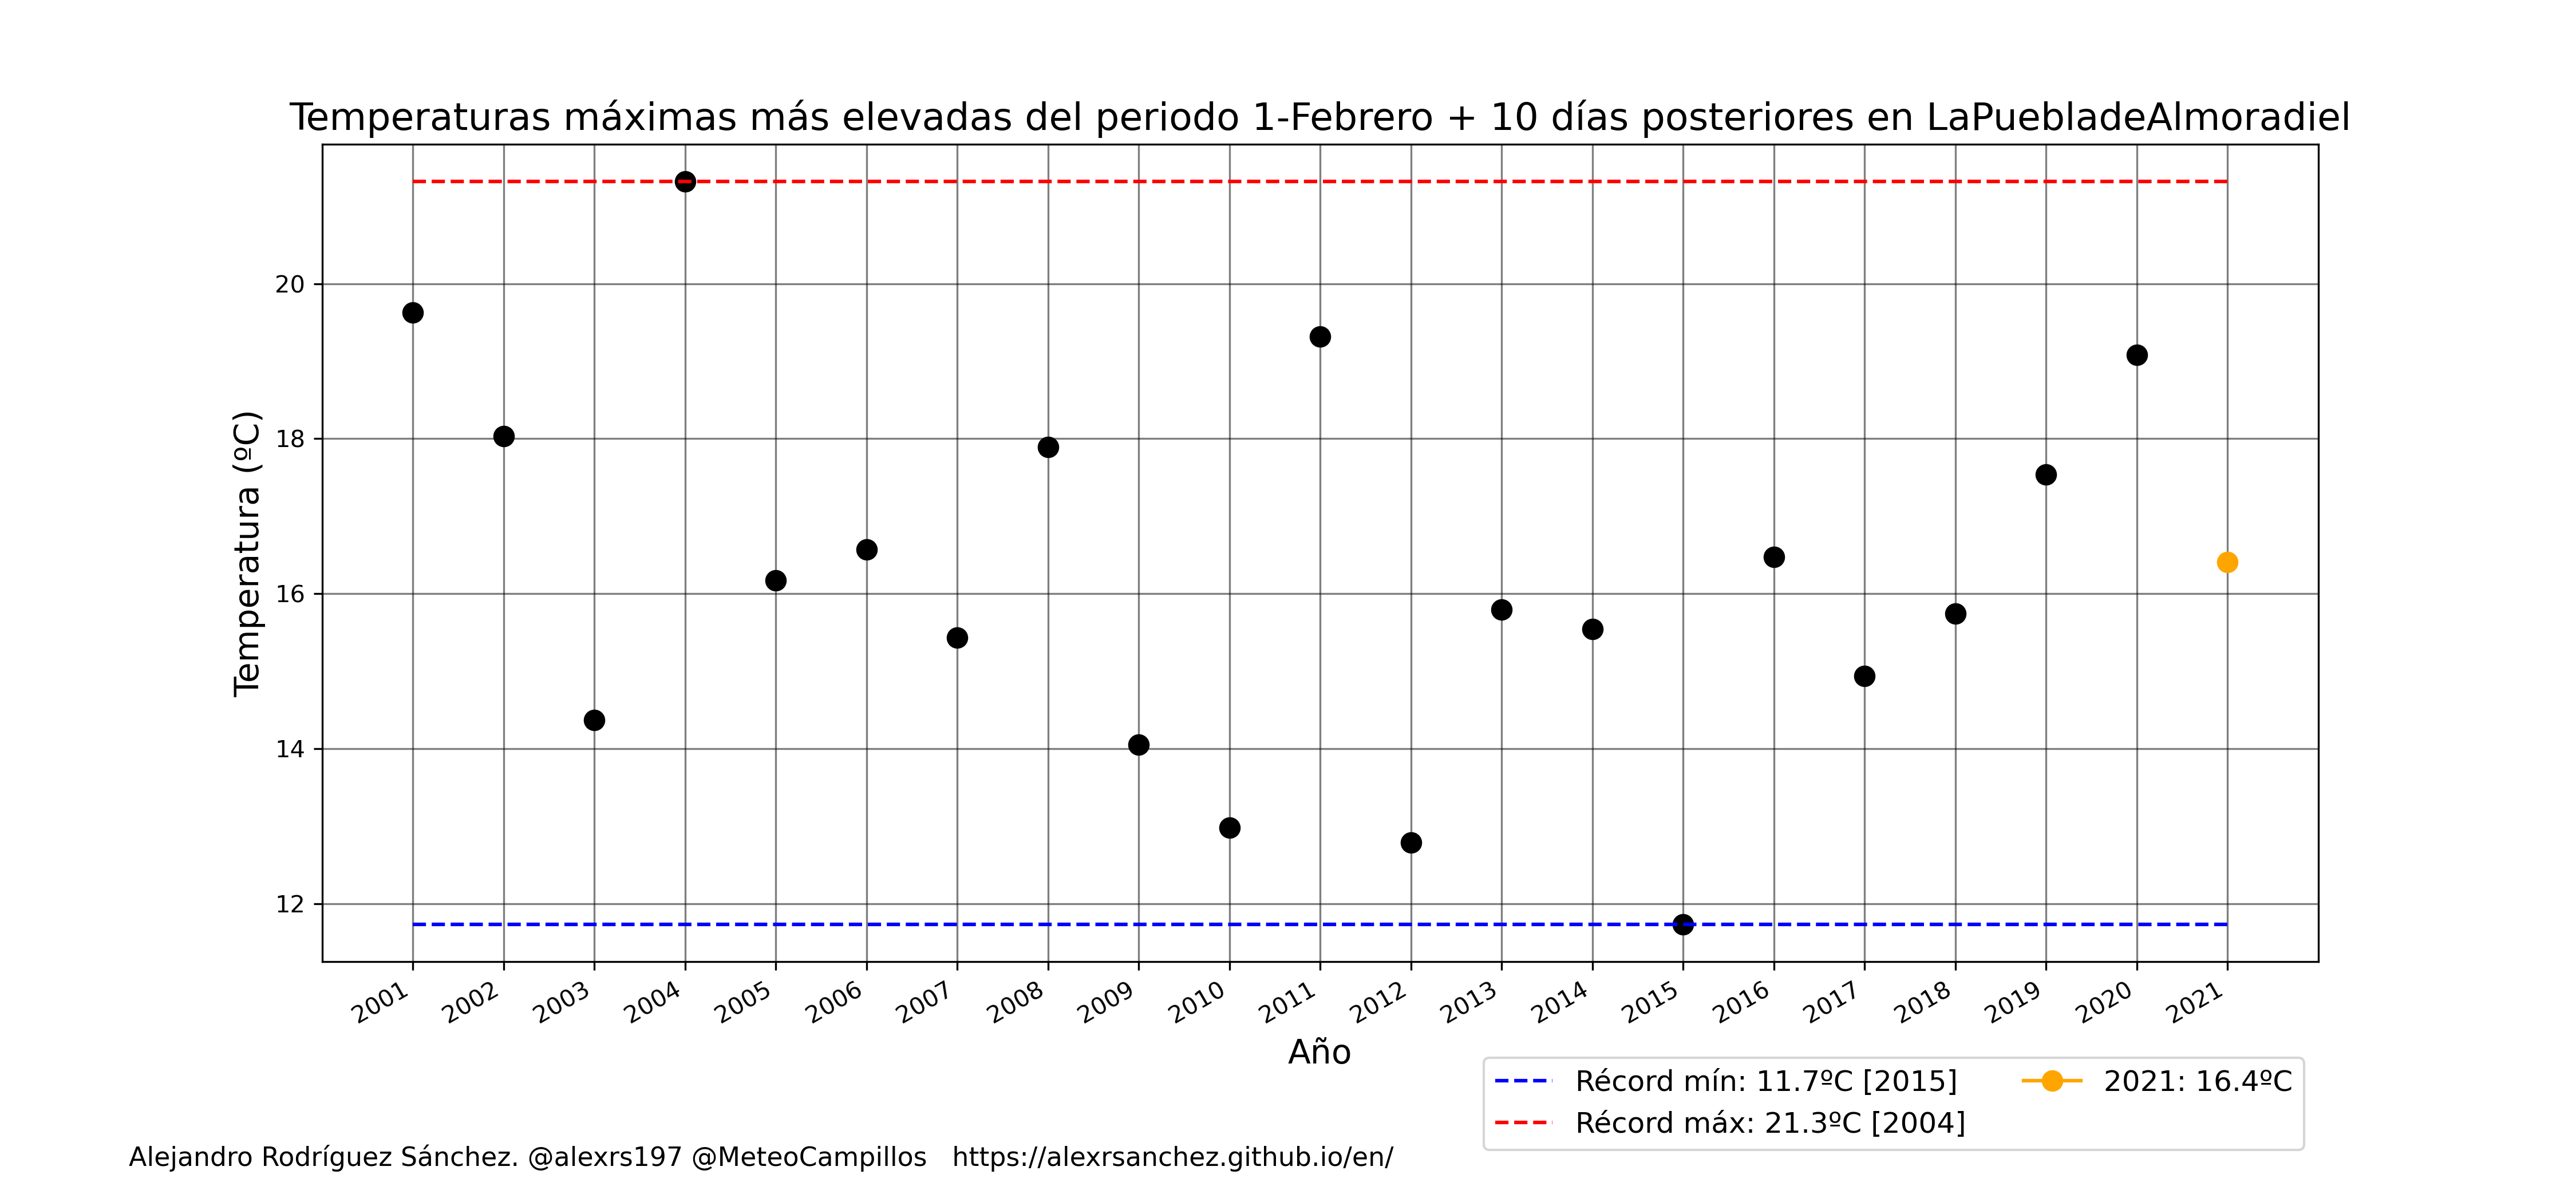 Temperaturas máximas más elevadas del periodo 1-Febrero + 10 días posteriores en LaPuebladeAlmoradiel
Temperatura (ºC)
20
18
16
14
12
2001 2002 2003 2004 2005 2006 2007 2008 2009 2010 2011 2012 2013 2014 2015 2016 2017 2018 2019 2020 2021
Año
Récord mín: 11.7ºC [2015]
Récord máx: 21.3ºC [2004]
2021: 16.4ºC
Alejandro Rodríguez Sánchez. @alexrs197 @MeteoCampillos https://alexrsanchez.github.io/en/